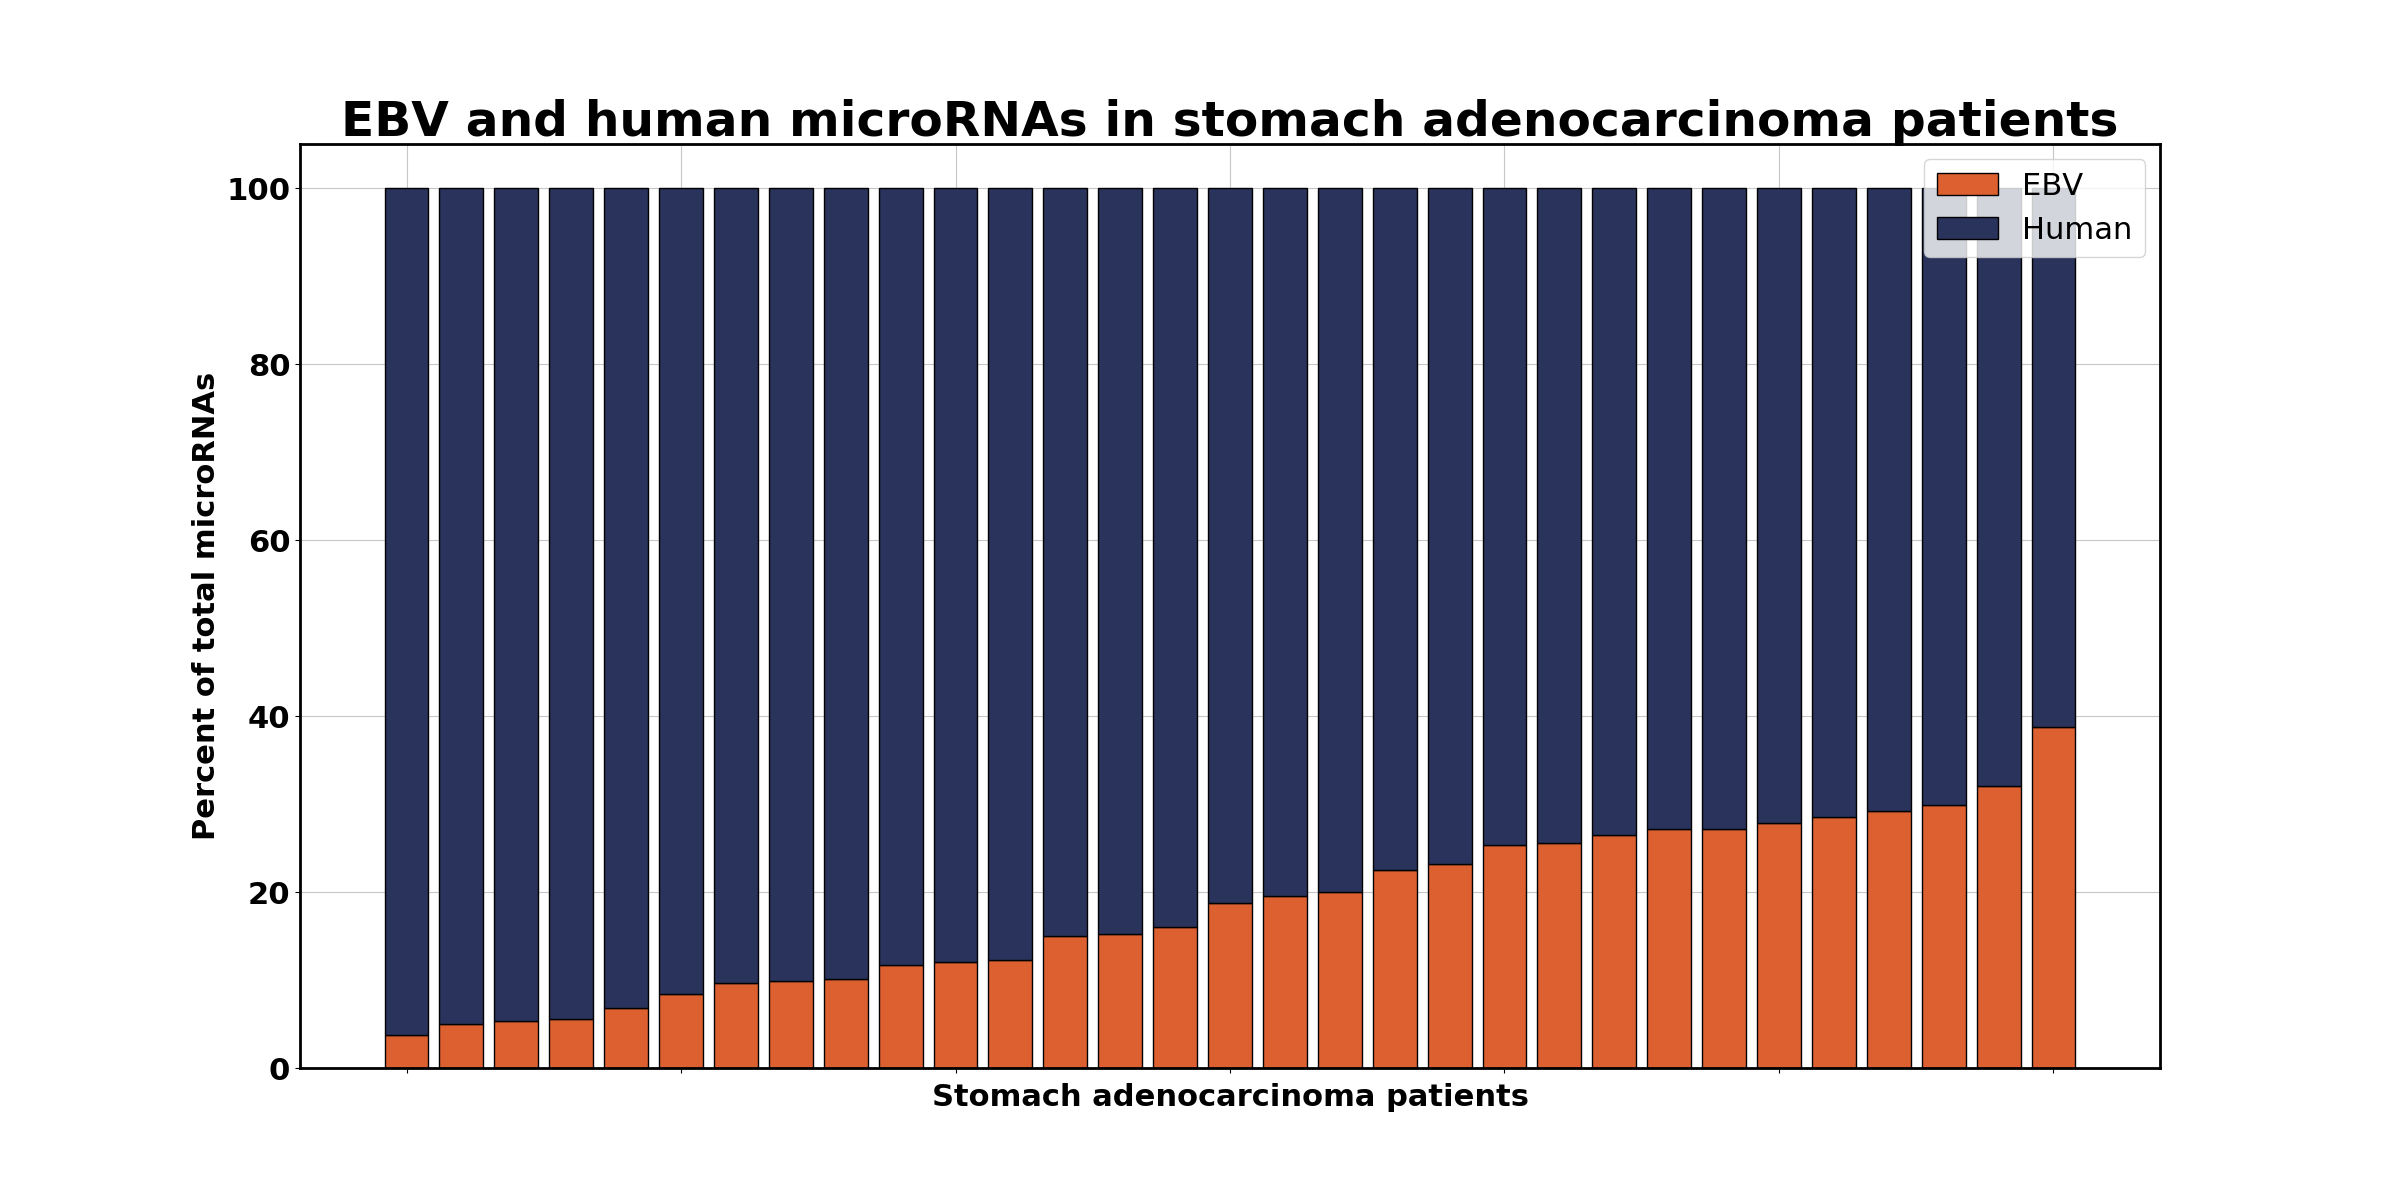 EBV and human microRNAs in stomach adenocarcinoma patients
EBV
Human
100
80
60
40
20
0
Percent of total microRNAs
Stomach adenocarcinoma patients